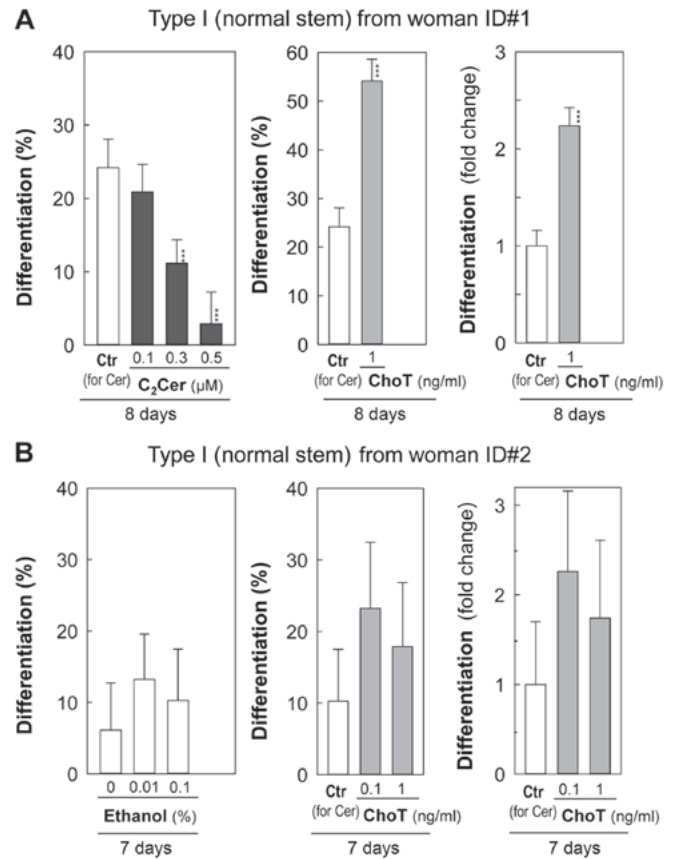 A
Type I (normal stem) from woman ID#1
Differentiation (%)
40
30
20
10
0
Ctr
(for Cer)
0.1 0.3 0.5
C₂Cer (µM)
8 days
Differentiation (%)
60
50
40
30
20
10
0
Ctr
(for Cer)
1
ChoT (ng/ml)
8 days
Differentiation (fold change)
3
2
1
0
Ctr
(for Cer)
1
ChoT (ng/ml)
8 days
B
Type I (normal stem) from woman ID#2
Differentiation (%)
40
30
20
10
0
0 0.01 0.1
Ethanol (%)
7 days
Differentiation (%)
40
30
20
10
0
Ctr
(for Cer)
0.1 1
ChoT (ng/ml)
7 days
Differentiation (fold change)
3
2
1
0
Ctr
(for Cer)
0.1 1
ChoT (ng/ml)
7 days